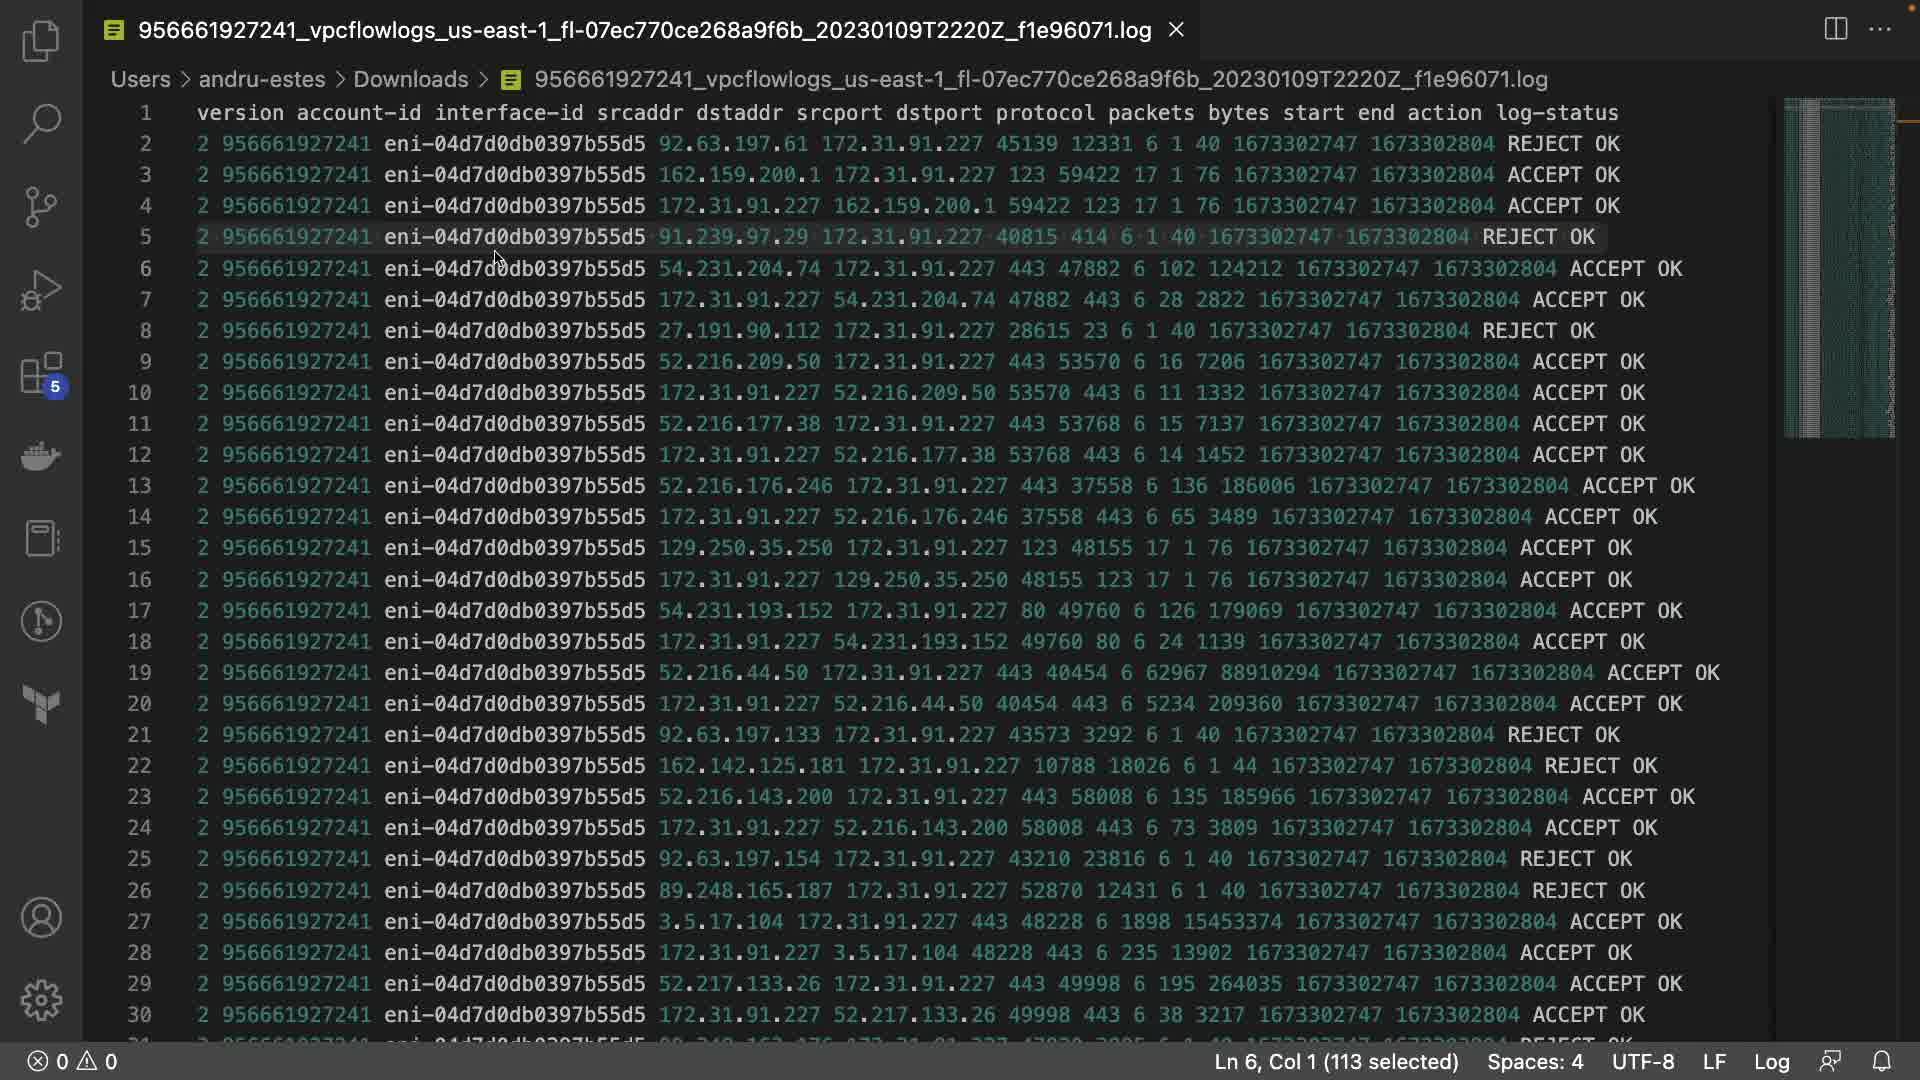 956661927241_vpcflowlogs_us-east-1_fl-07ec770ce268a9f6b_20230109T2220Z_f1e96071.log
Users > andru-estes > Downloads > 956661927241_vpcflowlogs_us-east-1_fl-07ec770ce268a9f6b_20230109T2220Z_f1e96071.log
1 version account-id interface-id srcaddr dstaddr srcport dstport protocol packets bytes start end action log-status
2 2 956661927241 eni-04d7d0db0397b55d5 92.63.197.61 172.31.91.227 45139 12331 6 1 40 1673302747 1673302804 REJECT OK
3 2 956661927241 eni-04d7d0db0397b55d5 162.159.200.1 172.31.91.227 123 59422 17 1 76 1673302747 1673302804 ACCEPT OK
4 2 956661927241 eni-04d7d0db0397b55d5 172.31.91.227 162.159.200.1 59422 123 17 1 76 1673302747 1673302804 ACCEPT OK
5 2 956661927241 eni-04d7d0db0397b55d5 91.239.97.29 172.31.91.227 40815 414 6 1 40 1673302747 1673302804 REJECT OK
6 2 956661927241 eni-04d7d0db0397b55d5 54.231.204.74 172.31.91.227 443 47882 6 102 124212 1673302747 1673302804 ACCEPT OK
7 2 956661927241 eni-04d7d0db0397b55d5 172.31.91.227 54.231.204.74 47882 443 6 28 2822 1673302747 1673302804 ACCEPT OK
8 2 956661927241 eni-04d7d0db0397b55d5 27.191.90.112 172.31.91.227 28615 23 6 1 40 1673302747 1673302804 REJECT OK
9 2 956661927241 eni-04d7d0db0397b55d5 52.216.209.50 172.31.91.227 443 53570 6 16 7206 1673302747 1673302804 ACCEPT OK
10 2 956661927241 eni-04d7d0db0397b55d5 172.31.91.227 52.216.209.50 53570 443 6 11 1332 1673302747 1673302804 ACCEPT OK
11 2 956661927241 eni-04d7d0db0397b55d5 52.216.177.38 172.31.91.227 443 53768 6 15 7137 1673302747 1673302804 ACCEPT OK
12 2 956661927241 eni-04d7d0db0397b55d5 172.31.91.227 52.216.177.38 53768 443 6 14 1452 1673302747 1673302804 ACCEPT OK
13 2 956661927241 eni-04d7d0db0397b55d5 52.216.176.246 172.31.91.227 443 37558 6 136 186006 1673302747 1673302804 ACCEPT OK
14 2 956661927241 eni-04d7d0db0397b55d5 172.31.91.227 52.216.176.246 37558 443 6 65 3489 1673302747 1673302804 ACCEPT OK
15 2 956661927241 eni-04d7d0db0397b55d5 129.250.35.250 172.31.91.227 123 48155 17 1 76 1673302747 1673302804 ACCEPT OK
16 2 956661927241 eni-04d7d0db0397b55d5 172.31.91.227 129.250.35.250 48155 123 17 1 76 1673302747 1673302804 ACCEPT OK
17 2 956661927241 eni-04d7d0db0397b55d5 54.231.193.152 172.31.91.227 80 49760 6 126 179069 1673302747 1673302804 ACCEPT OK
18 2 956661927241 eni-04d7d0db0397b55d5 172.31.91.227 54.231.193.152 49760 80 6 24 1139 1673302747 1673302804 ACCEPT OK
19 2 956661927241 eni-04d7d0db0397b55d5 52.216.44.50 172.31.91.227 443 40454 6 62967 88910294 1673302747 1673302804 ACCEPT OK
20 2 956661927241 eni-04d7d0db0397b55d5 172.31.91.227 52.216.44.50 40454 443 6 5234 209360 1673302747 1673302804 ACCEPT OK
21 2 956661927241 eni-04d7d0db0397b55d5 92.63.197.133 172.31.91.227 43573 3292 6 1 40 1673302747 1673302804 REJECT OK
22 2 956661927241 eni-04d7d0db0397b55d5 162.142.125.181 172.31.91.227 10788 18026 6 1 44 1673302747 1673302804 REJECT OK
23 2 956661927241 eni-04d7d0db0397b55d5 52.216.143.200 172.31.91.227 443 58008 6 135 185966 1673302747 1673302804 ACCEPT OK
24 2 956661927241 eni-04d7d0db0397b55d5 172.31.91.227 52.216.143.200 58008 443 6 73 3809 1673302747 1673302804 ACCEPT OK
25 2 956661927241 eni-04d7d0db0397b55d5 92.63.197.154 172.31.91.227 43210 23816 6 1 40 1673302747 1673302804 REJECT OK
26 2 956661927241 eni-04d7d0db0397b55d5 89.248.165.187 172.31.91.227 52870 12431 6 1 40 1673302747 1673302804 REJECT OK
27 2 956661927241 eni-04d7d0db0397b55d5 3.5.17.104 172.31.91.227 443 48228 6 1898 15453374 1673302747 1673302804 ACCEPT OK
28 2 956661927241 eni-04d7d0db0397b55d5 172.31.91.227 3.5.17.104 48228 443 6 235 13902 1673302747 1673302804 ACCEPT OK
29 2 956661927241 eni-04d7d0db0397b55d5 52.217.133.26 172.31.91.227 443 49998 6 195 264035 1673302747 1673302804 ACCEPT OK
30 2 956661927241 eni-04d7d0db0397b55d5 172.31.91.227 52.217.133.26 49998 443 6 38 3217 1673302747 1673302804 ACCEPT OK
5
0 0 Ln 6, Col 1 (113 selected) Spaces: 4 UTF-8 LF Log